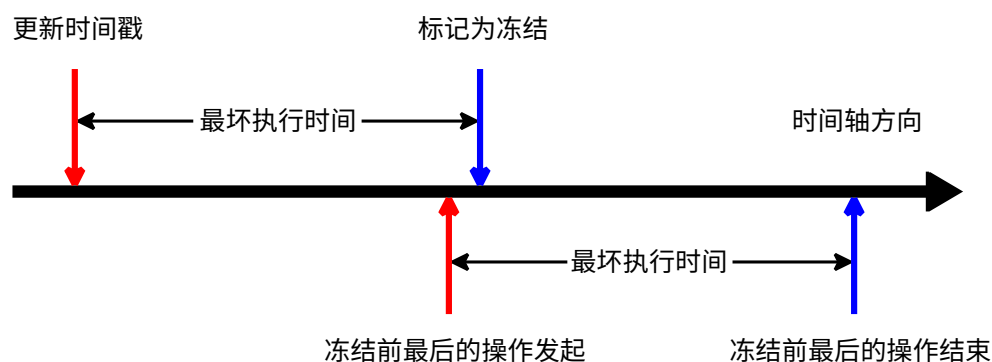 更新时间戳
标记为冻结
最坏执行时间
时间轴方向
最坏执行时间
冻结前最后的操作发起
冻结前最后的操作结束